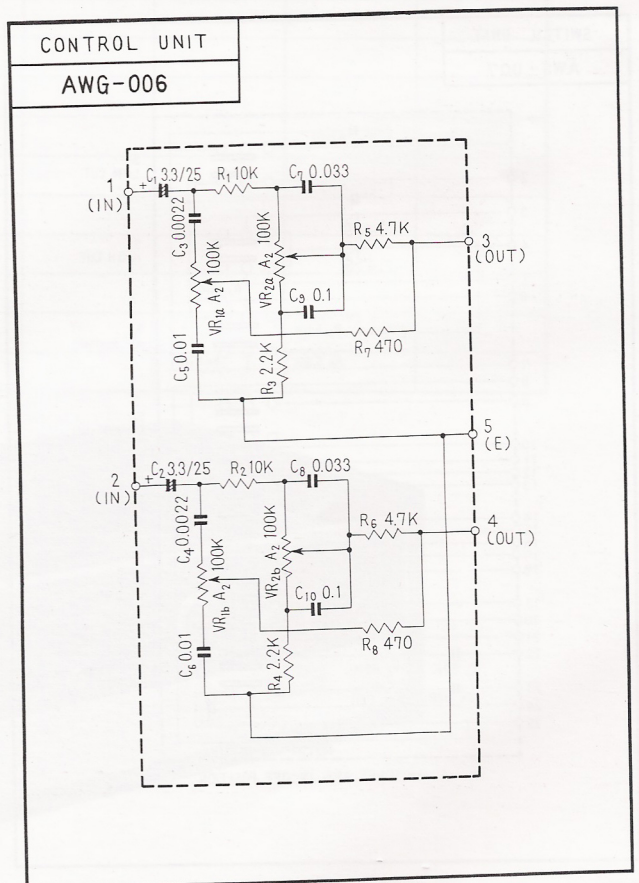 CONTROL UNIT
AWG-006
1
(IN)
+
C1 3.3/25
R1 10K
C7 0.033
C3 0.0022
VR1a A2 100K
C5 0.01
VR2a A2 100K
C9 0.1
R3 2.2K
R5 4.7K
R7 470
3
(OUT)
5
(E)
2
(IN)
+
C2 3.3/25
R2 10K
C8 0.033
C4 0.0022
VR1b A2 100K
C6 0.01
VR2b A2 100K
C10 0.1
R4 2.2K
R6 4.7K
R8 470
4
(OUT)